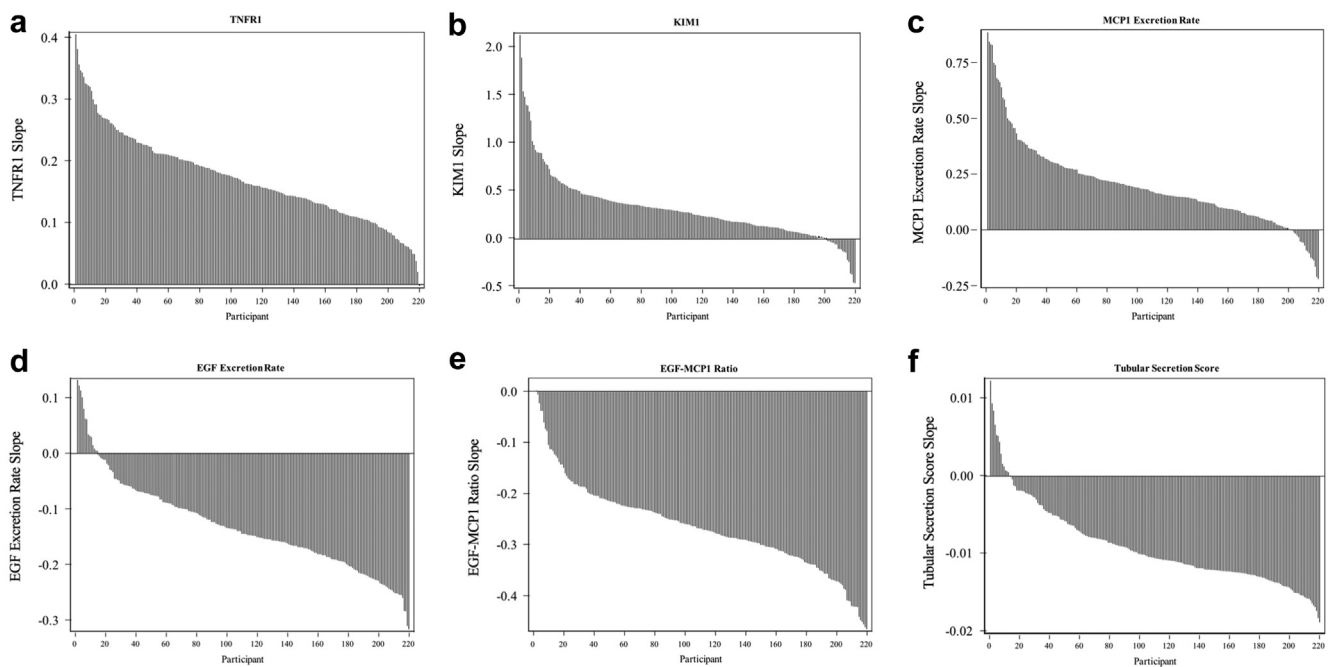 a
TNFR1
TNFR1 Slope
0.4
0.3
0.2
0.1
0.0
0 20 40 60 80 100 120 140 160 180 200 220
Participant
b
KIM1
KIM1 Slope
2.0
1.5
1.0
0.5
0.0
-0.5
0 20 40 60 80 100 120 140 160 180 200 220
Participant
c
MCP1 Excretion Rate
MCP1 Excretion Rate Slope
0.75
0.50
0.25
0.00
-0.25
0 20 40 60 80 100 120 140 160 180 200 220
Participant
d
EGF Excretion Rate
EGF Excretion Rate Slope
0.1
0.0
-0.1
-0.2
-0.3
0 20 40 60 80 100 120 140 160 180 200 220
Participant
e
EGF-MCP1 Ratio
EGF-MCP1 Ratio Slope
0.0
-0.1
-0.2
-0.3
-0.4
0 20 40 60 80 100 120 140 160 180 200 220
Participant
f
Tubular Secretion Score
Tubular Secretion Score Slope
0.01
0.00
-0.01
-0.02
0 20 40 60 80 100 120 140 160 180 200 220
Participant